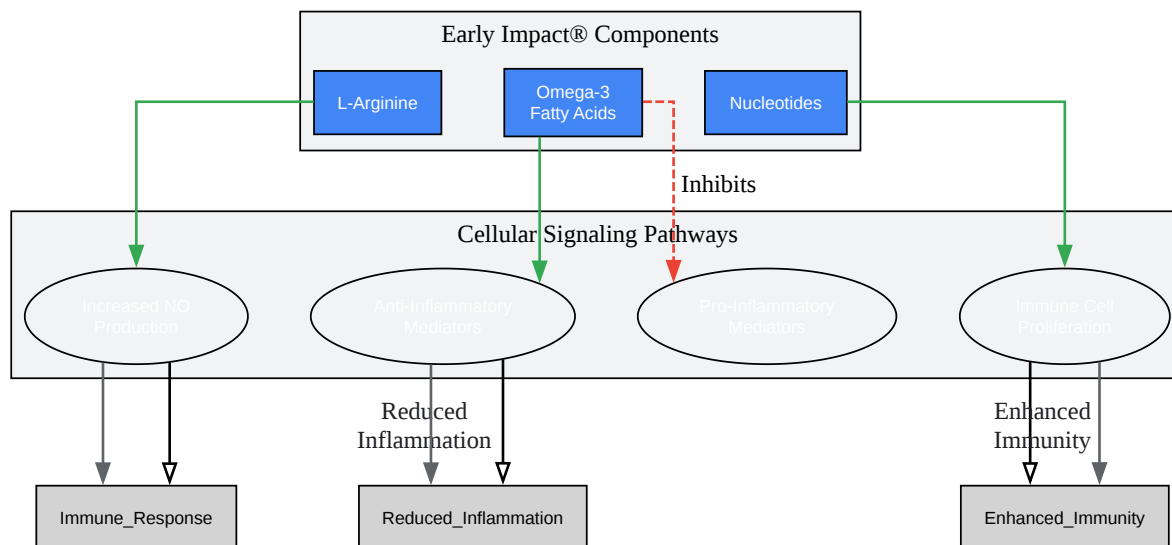 Early Impact® Components
L-Arginine
Omega-3
Fatty Acids
Nucleotides
Inhibits
Cellular Signaling Pathways
Increased NO
Production
Anti-Inflammatory
Mediators
Pro-Inflammatory
Mediators
Immune Cell
Proliferation
Reduced
Inflammation
Enhanced
Immunity
Immune_Response
Reduced_Inflammation
Enhanced_Immunity